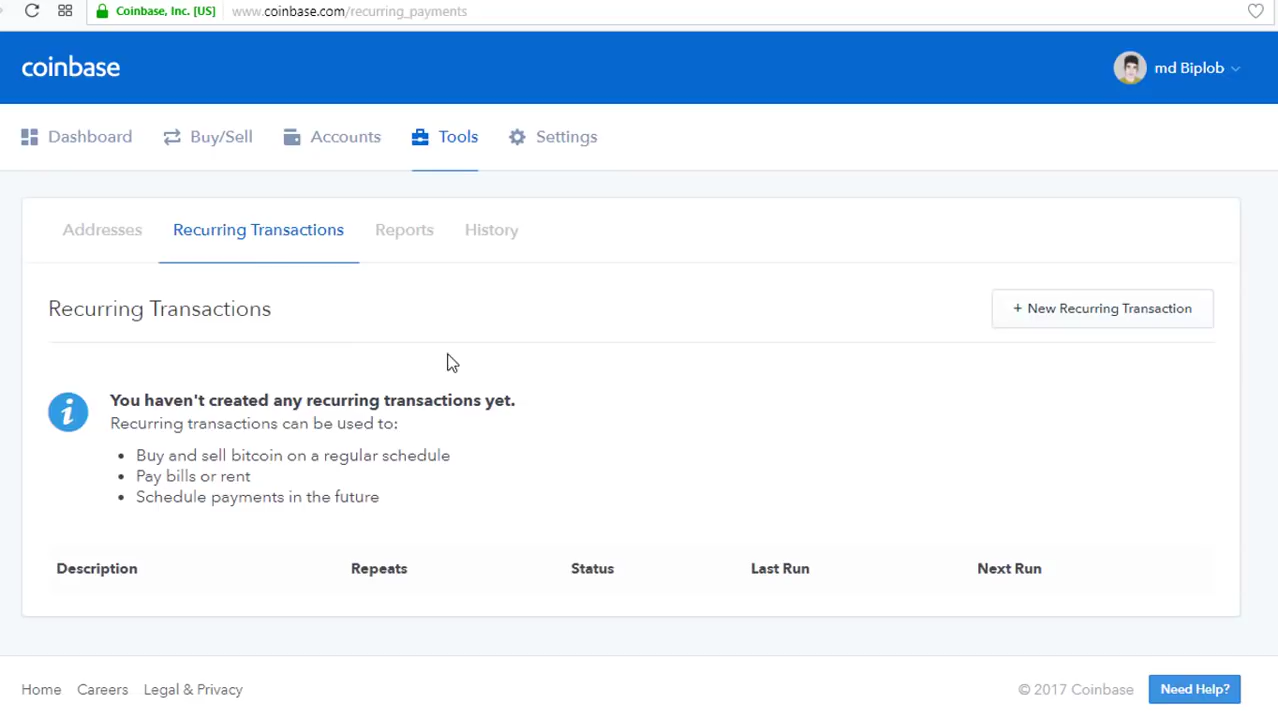 Coinbase, Inc. [US] www.coinbase.com/recurring_payments
coinbase
md Biplob
Dashboard Buy/Sell Accounts Tools Settings
Addresses Recurring Transactions Reports History
Recurring Transactions
+ New Recurring Transaction
You haven't created any recurring transactions yet.
Recurring transactions can be used to:
• Buy and sell bitcoin on a regular schedule
• Pay bills or rent
• Schedule payments in the future
Description Repeats Status Last Run Next Run
Home Careers Legal & Privacy © 2017 Coinbase Need Help?